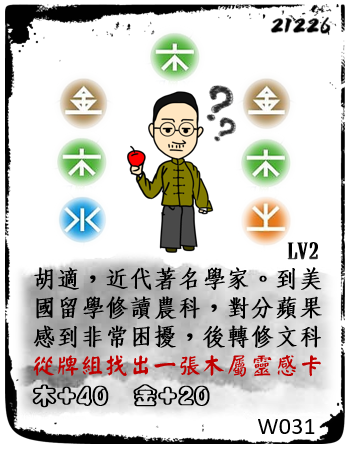 21226
木
金 金
??
木 木
水 土
LV2
胡適，近代著名學家。到美
國留學修讀農科，對分蘋果
感到非常困擾，後轉修文科
從牌組找出一張木屬靈感卡
木+40 金+20
W031